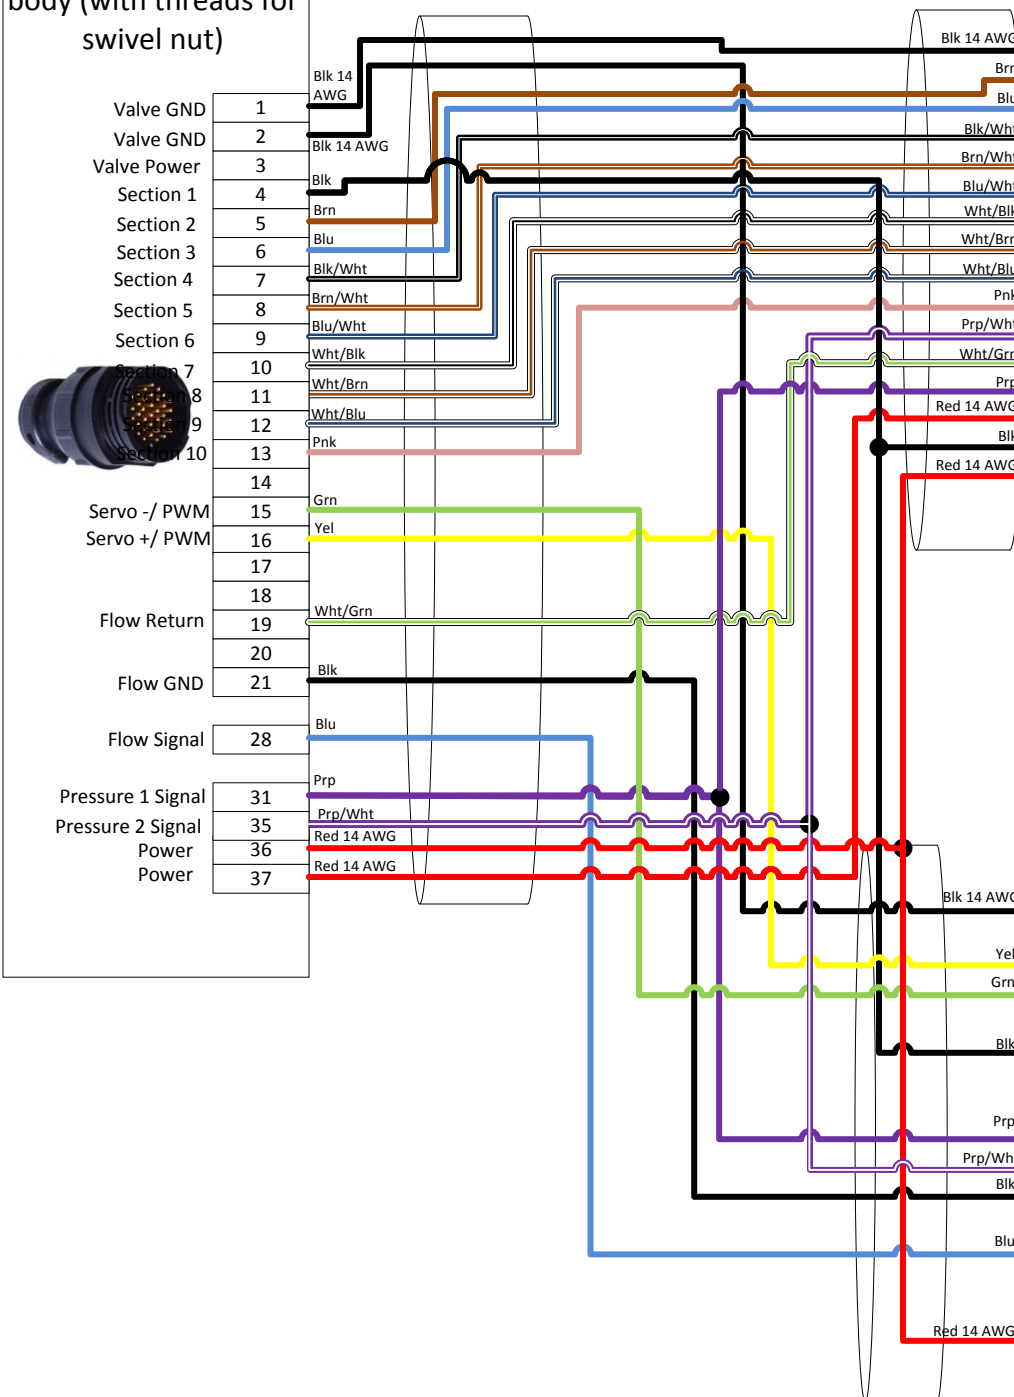 body (with threads for
swivel nut)
Blk 14 AWG
Brn
Blu
Blk/Wht
Brn/Wht
Blu/Wht
Wht/Blk
Wht/Brn
Wht/Blu
Pnk
Prp/Wht
Wht/Grn
Prp
Red 14 AWG
Blk
Red 14 AWG
Valve GND 1 Blk 14
AWG
Valve GND 2 Blk 14 AWG
Valve Power 3
Section 1 4 Blk
Section 2 5 Brn
Section 3 6 Blu
Section 4 7 Blk/Wht
Section 5 8 Brn/Wht
Section 6 9 Blu/Wht
Section 7 10 Wht/Blk
Section 8 11 Wht/Brn
Section 9 12 Wht/Blu
Section 10 13 Pnk
14
Servo -/ PWM 15 Grn
Servo +/ PWM 16 Yel
17
18
Flow Return 19 Wht/Grn
20
Flow GND 21 Blk
Flow Signal 28 Blu
Pressure 1 Signal 31 Prp
Pressure 2 Signal 35 Prp/Wht
Power 36 Red 14 AWG
Power 37 Red 14 AWG
Blk 14 AWG
Yel
Grn
Blk
Prp
Prp/Wht
Blk
Blu
Red 14 AWG